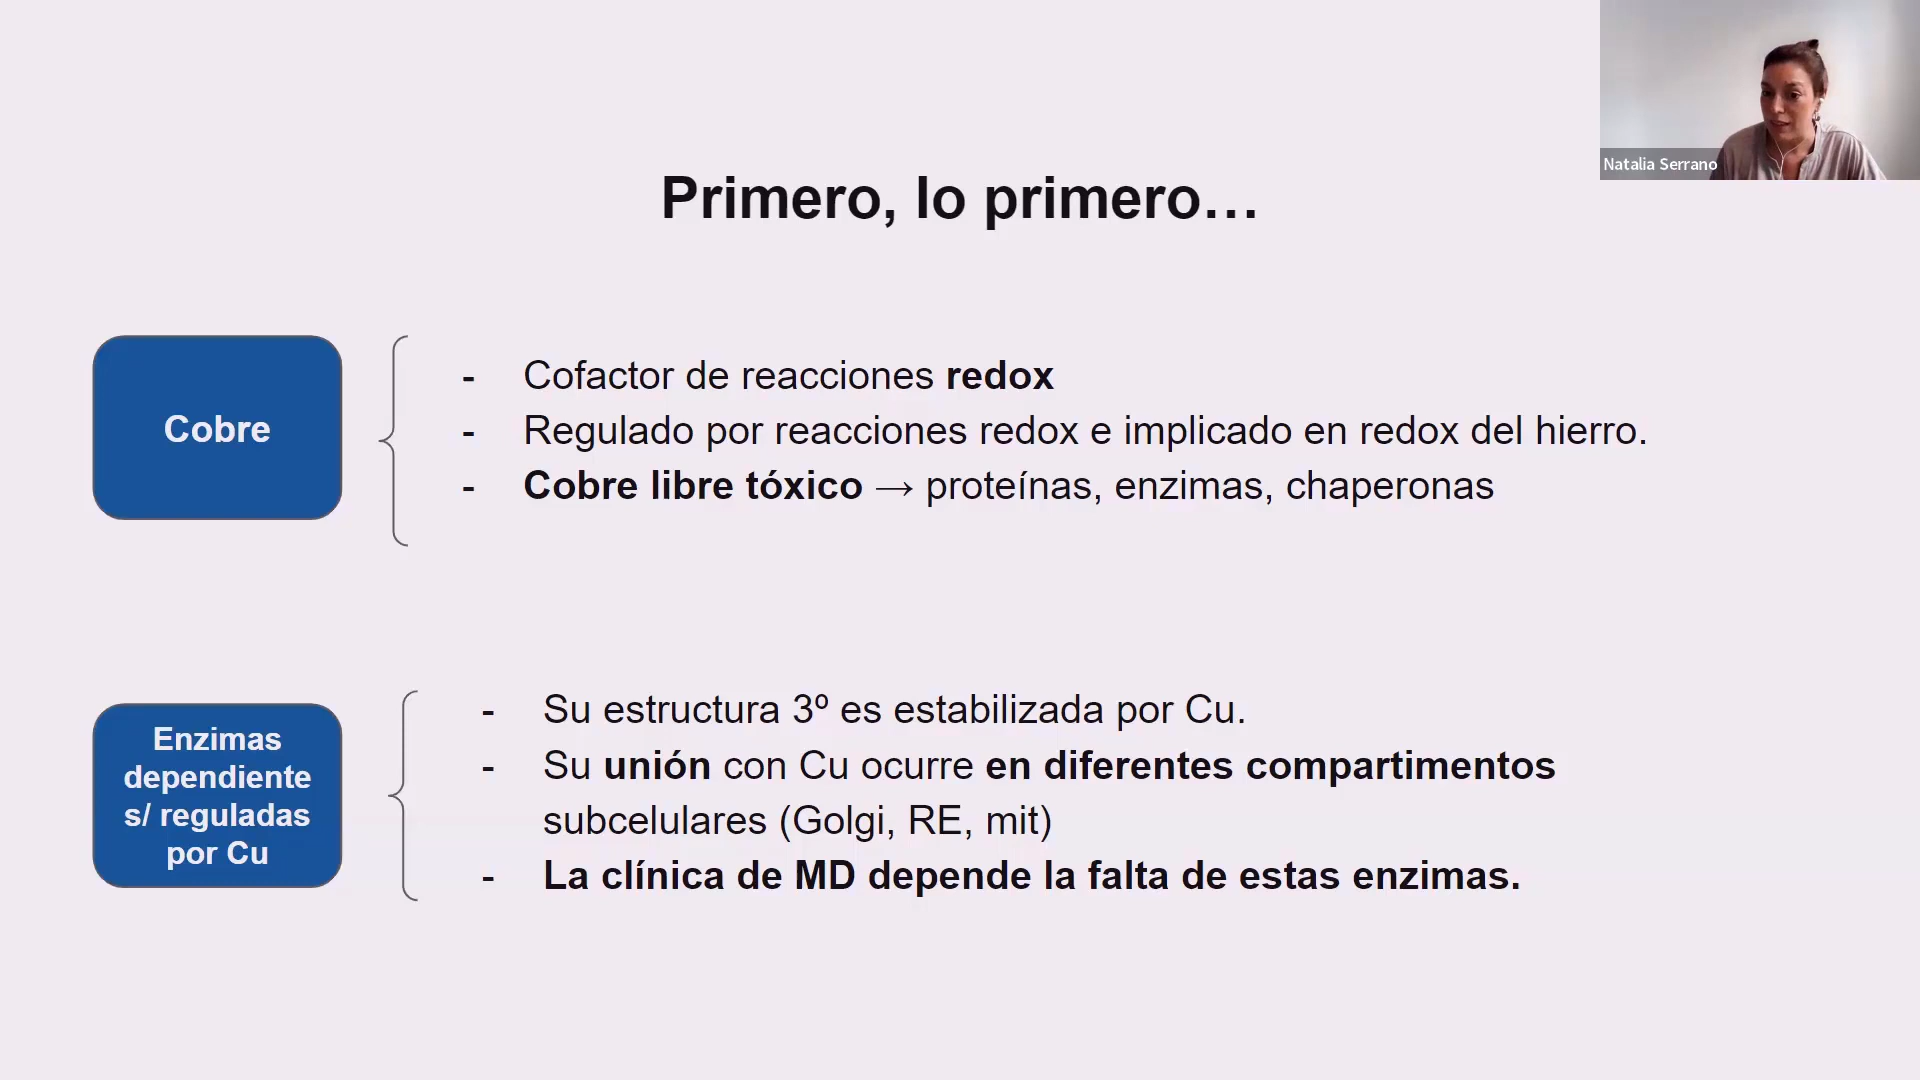 Natalia Serrano
Primero, lo primero…
Cobre
- Cofactor de reacciones redox
- Regulado por reacciones redox e implicado en redox del hierro.
- Cobre libre tóxico → proteínas, enzimas, chaperonas
Enzimas
dependiente
s/ reguladas
por Cu
- Su estructura 3º es estabilizada por Cu.
- Su unión con Cu ocurre en diferentes compartimentos
subcelulares (Golgi, RE, mit)
- La clínica de MD depende la falta de estas enzimas.